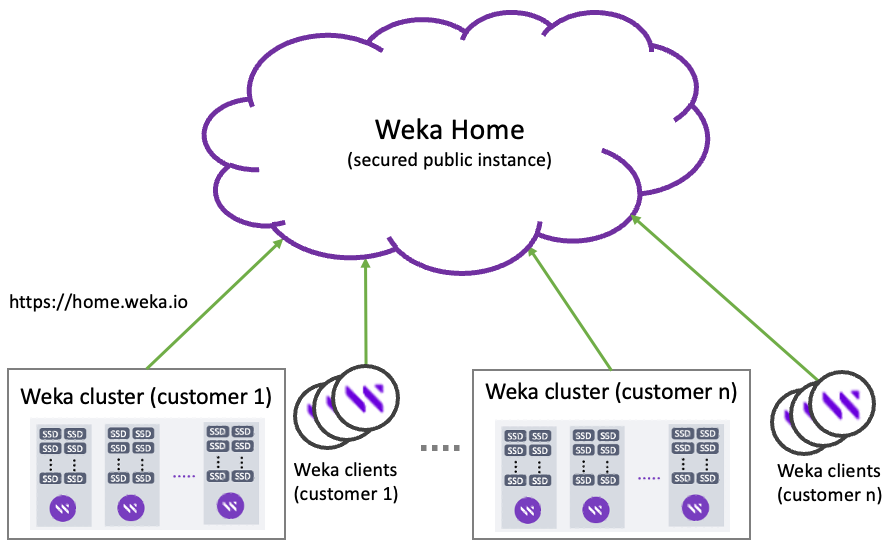 Weka Home
(secured public instance)
https://home.weka.io
Weka cluster (customer 1)
SSD SSD SSD SSD SSD SSD
SSD SSD SSD SSD SSD SSD
SSD SSD SSD SSD SSD SSD
Weka clients
(customer 1)
Weka cluster (customer n)
SSD SSD SSD SSD SSD SSD
SSD SSD SSD SSD SSD SSD
SSD SSD SSD SSD SSD SSD
Weka clients
(customer n)